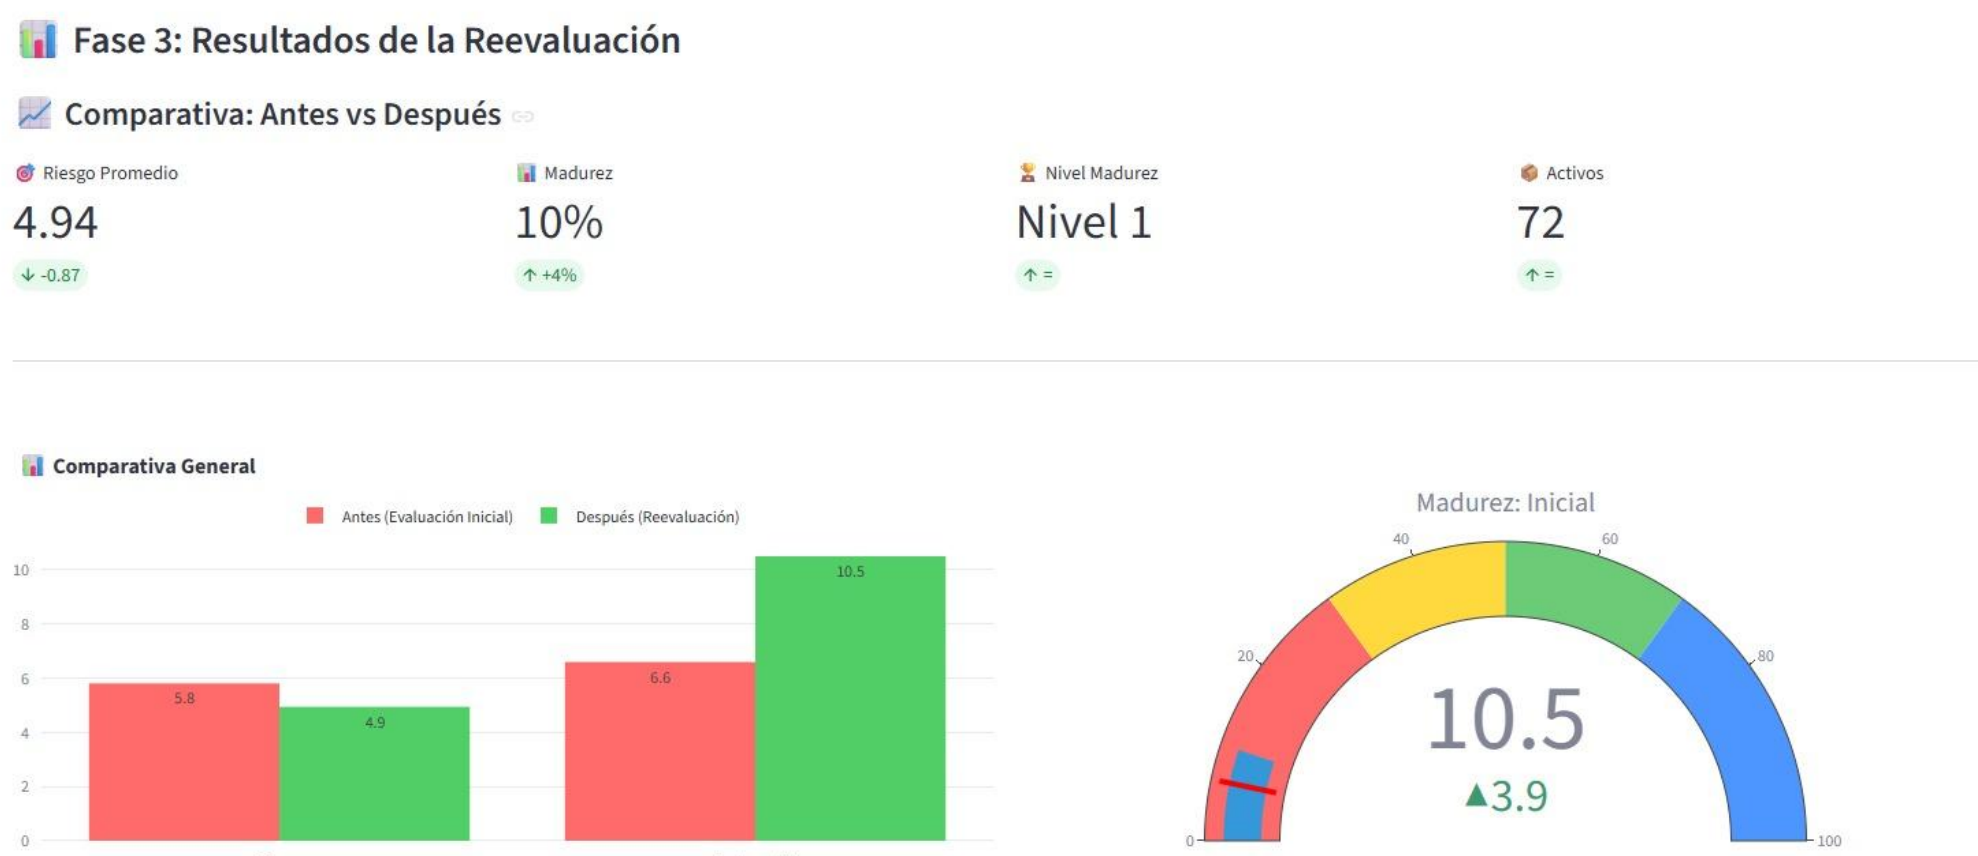 Fase 3: Resultados de la Reevaluación
Comparativa: Antes vs Después
Riesgo Promedio
4.94
↓ -0.87
Madurez
10%
↑ +4%
Nivel Madurez
Nivel 1
↑ =
Activos
72
↑ =
Comparativa General
Antes (Evaluación Inicial)
Después (Reevaluación)
10
8
6
4
2
0
5.8
4.9
6.6
10.5
Madurez: Inicial
0
20
40
60
80
100
10.5
▲3.9